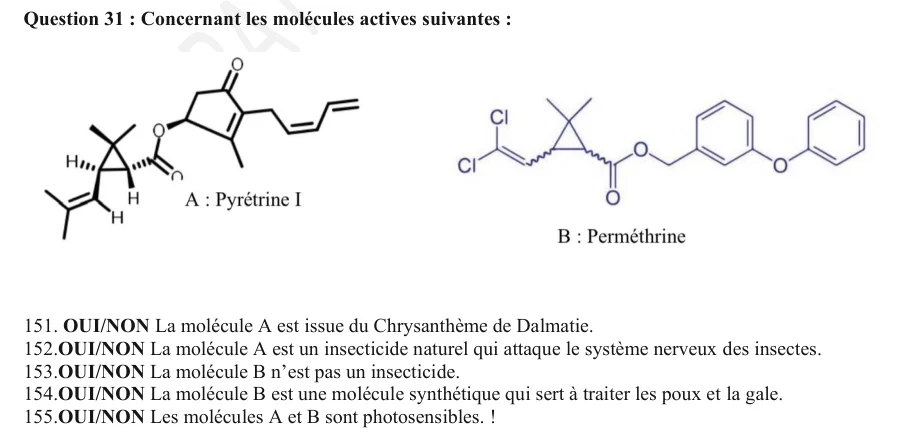 Question 31 : Concernant les molécules actives suivantes :
O
O
H
O
H
H
A : Pyrétrine I
Cl
Cl
O
O
O
B : Perméthrine
151. OUI/NON La molécule A est issue du Chrysanthème de Dalmatie.
152.OUI/NON La molécule A est un insecticide naturel qui attaque le système nerveux des insectes.
153.OUI/NON La molécule B n'est pas un insecticide.
154.OUI/NON La molécule B est une molécule synthétique qui sert à traiter les poux et la gale.
155.OUI/NON Les molécules A et B sont photosensibles. !